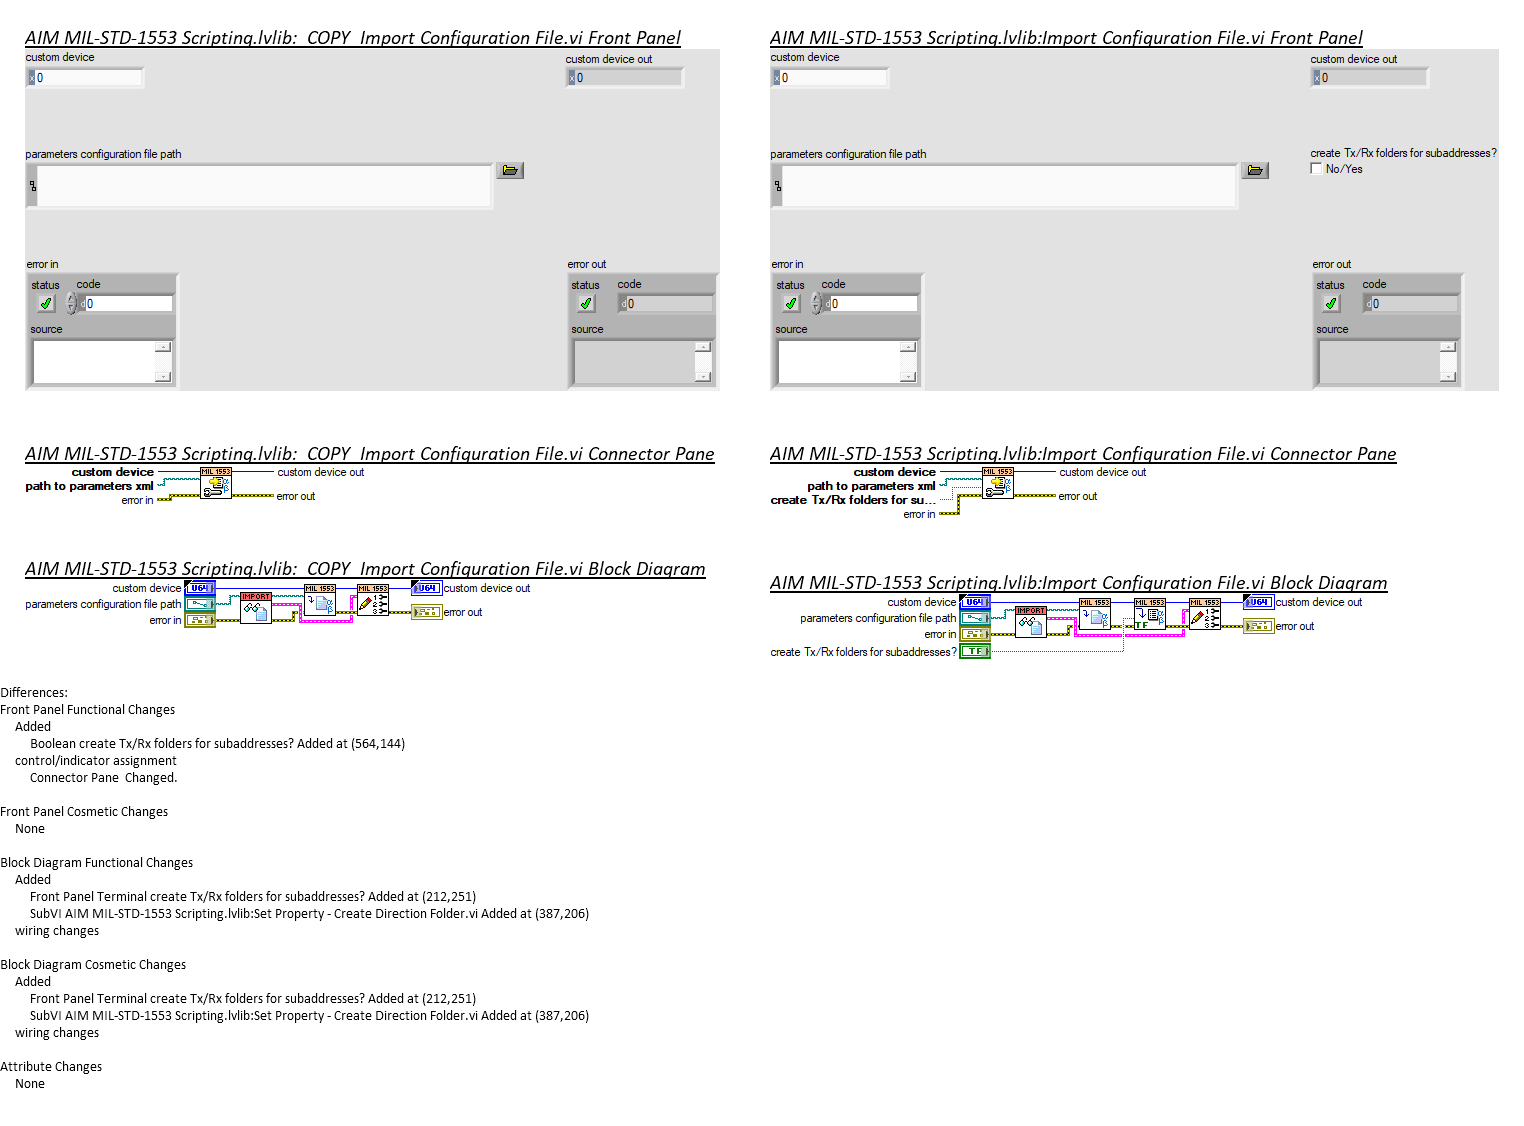 AIM MIL-STD-1553 Scripting.lvlib:  COPY  Import Configuration File.vi Front Panel
custom device
x 0
custom device out
x 0
parameters configuration file path
error in
status
code
d 0
source
error out
status
code
d 0
source
AIM MIL-STD-1553 Scripting.lvlib:Import Configuration File.vi Front Panel
custom device
x 0
custom device out
x 0
parameters configuration file path
create Tx/Rx folders for subaddresses?
No/Yes
error in
status
code
d 0
source
error out
status
code
d 0
source
AIM MIL-STD-1553 Scripting.lvlib:  COPY  Import Configuration File.vi Connector Pane
custom device
path to parameters xml
error in
MIL 1553
custom device out
error out
AIM MIL-STD-1553 Scripting.lvlib:Import Configuration File.vi Connector Pane
custom device
path to parameters xml
create Tx/Rx folders for su...
error in
MIL 1553
custom device out
error out
AIM MIL-STD-1553 Scripting.lvlib:  COPY  Import Configuration File.vi Block Diagram
custom device
U64
parameters configuration file path
error in
IMPORT
MIL 1553
MIL 1553
1
2
3
U64
custom device out
error out
AIM MIL-STD-1553 Scripting.lvlib:Import Configuration File.vi Block Diagram
custom device
U64
parameters configuration file path
error in
create Tx/Rx folders for subaddresses?
TF
IMPORT
MIL 1553
MIL 1553
TF
MIL 1553
1
2
3
U64
custom device out
error out
Differences:
Front Panel Functional Changes
Added
Boolean create Tx/Rx folders for subaddresses? Added at (564,144)
control/indicator assignment
Connector Pane  Changed.
Front Panel Cosmetic Changes
None
Block Diagram Functional Changes
Added
Front Panel Terminal create Tx/Rx folders for subaddresses? Added at (212,251)
SubVI AIM MIL-STD-1553 Scripting.lvlib:Set Property - Create Direction Folder.vi Added at (387,206)
wiring changes
Block Diagram Cosmetic Changes
Added
Front Panel Terminal create Tx/Rx folders for subaddresses? Added at (212,251)
SubVI AIM MIL-STD-1553 Scripting.lvlib:Set Property - Create Direction Folder.vi Added at (387,206)
wiring changes
Attribute Changes
None